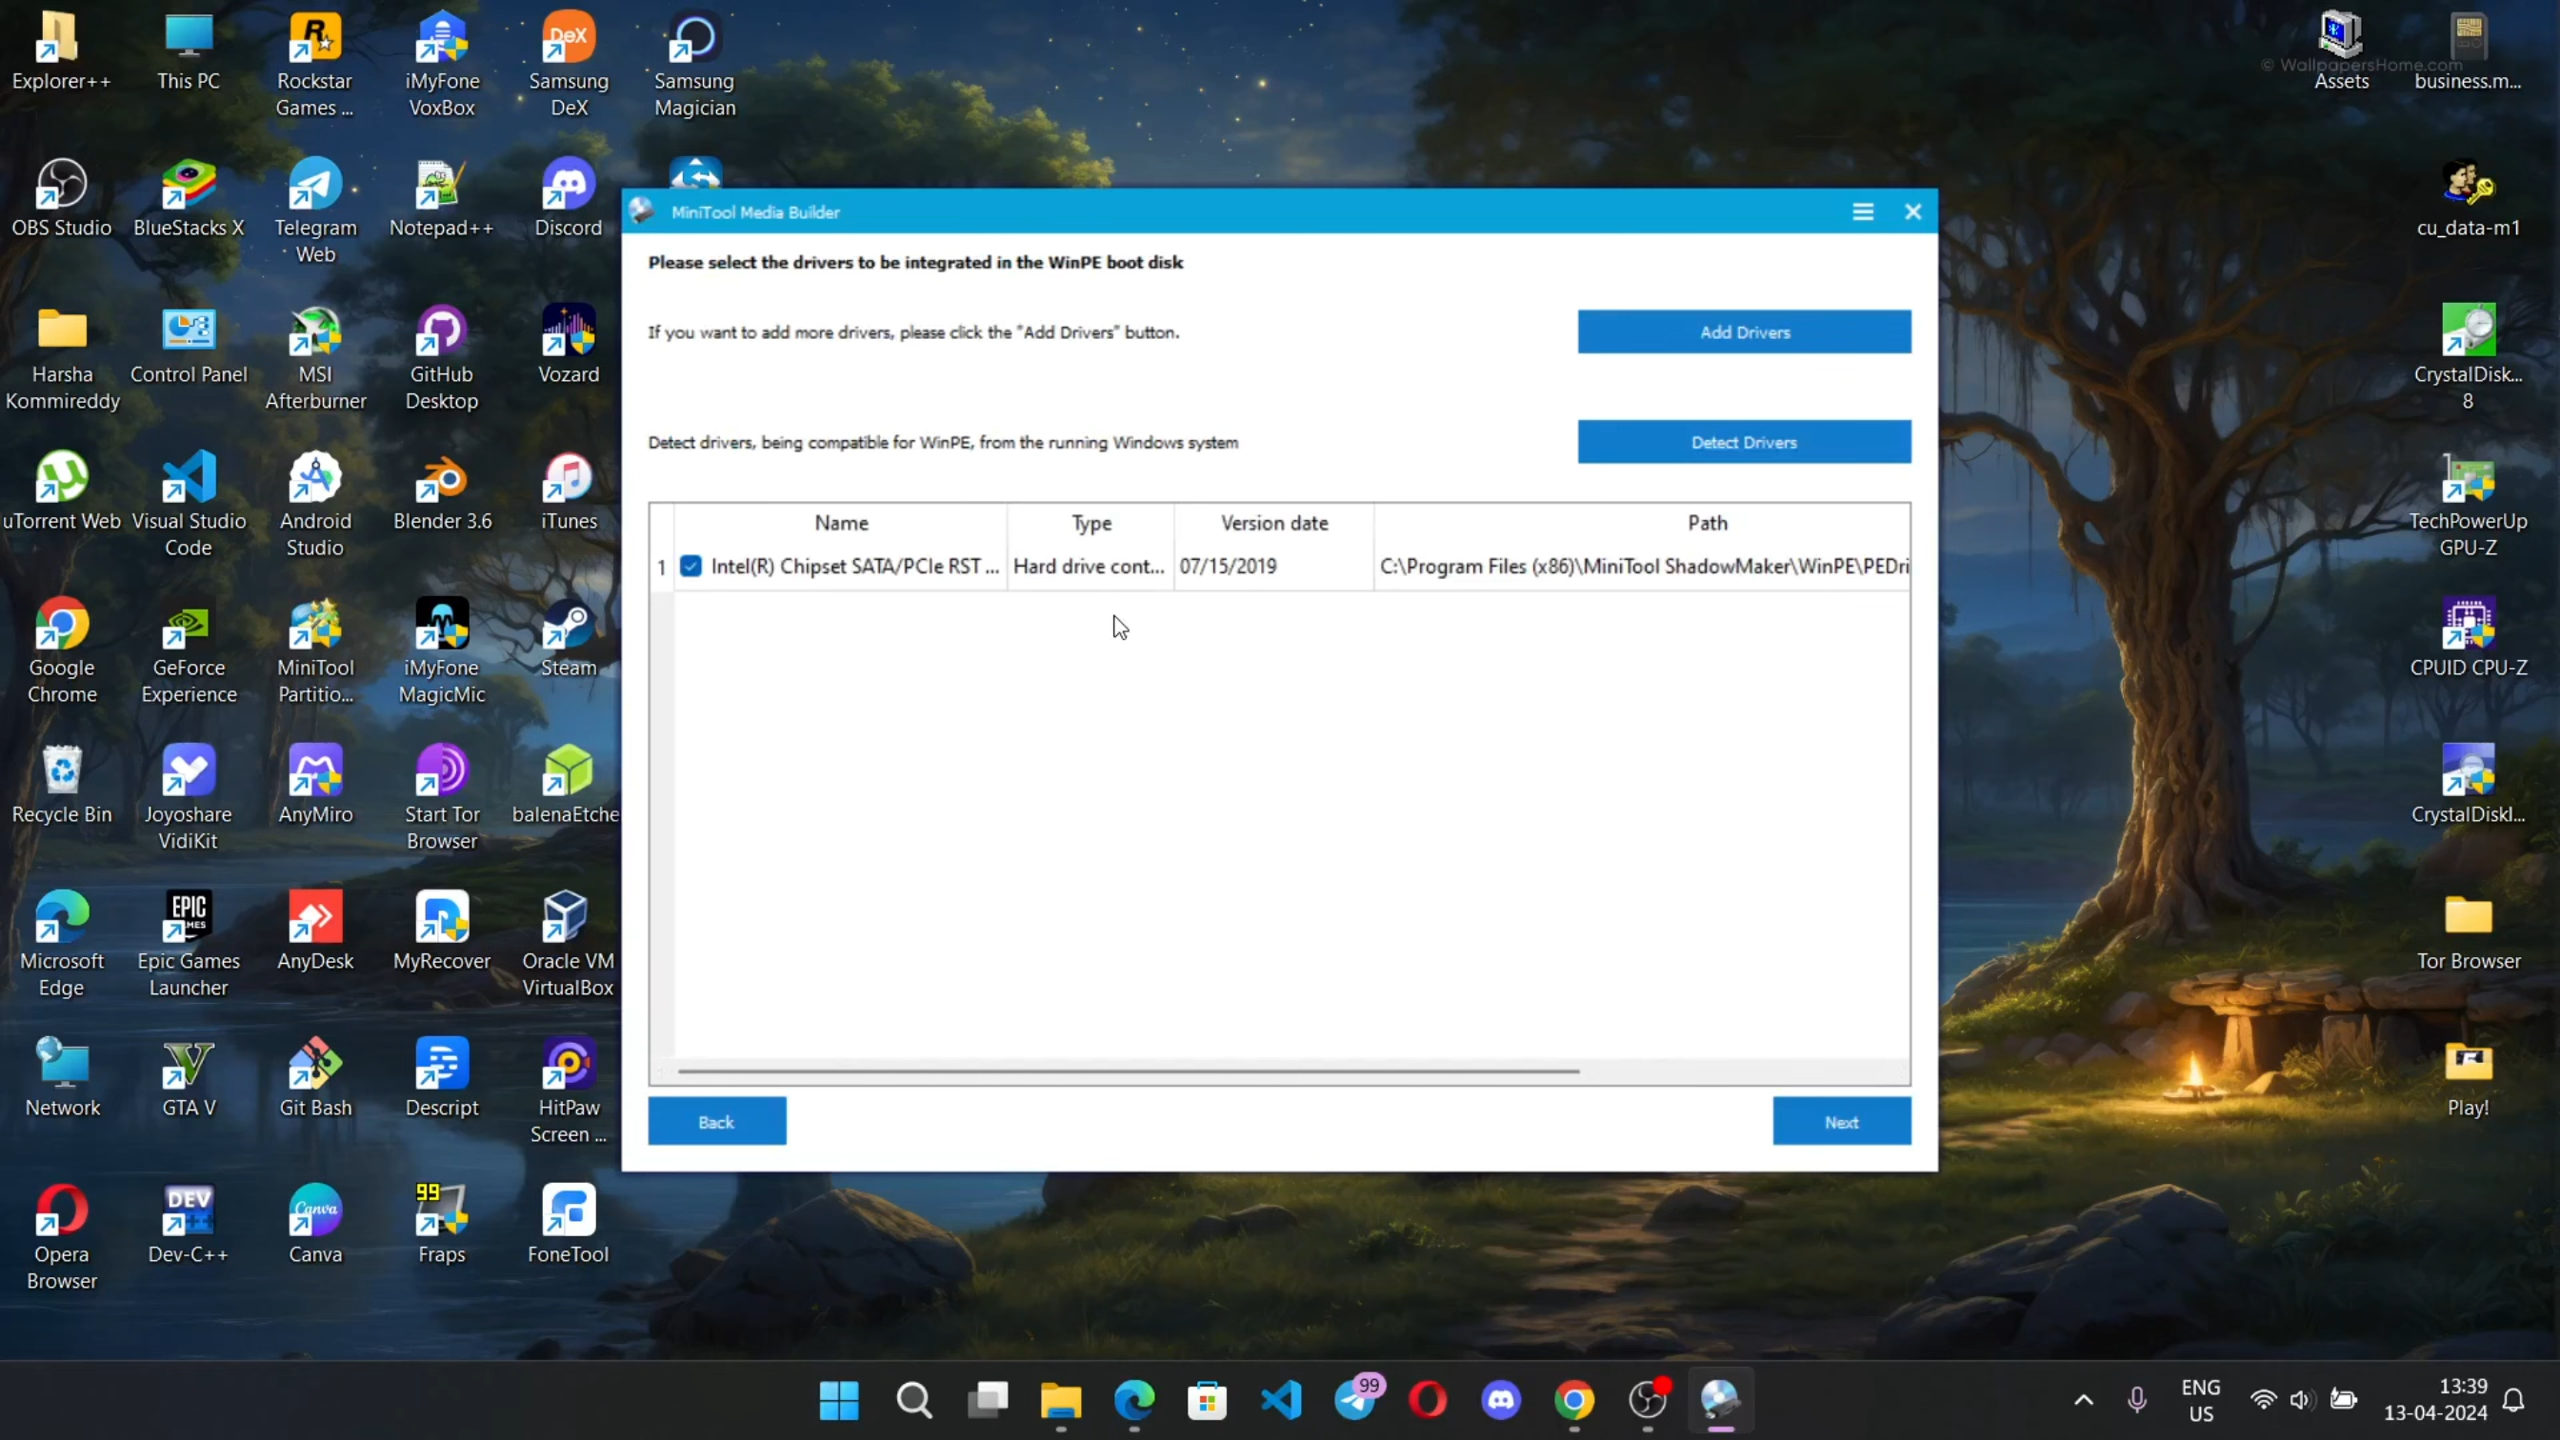 Explorer++
This PC
Rockstar
Games ...
iMyFone
VoxBox
Samsung
DeX
Samsung
Magician
© WallpapersHome.com
Assets
business.m...
OBS Studio
BlueStacks X
Telegram
Web
Notepad++
Discord
cu_data-m1
Harsha
Kommireddy
Control Panel
MSI
Afterburner
GitHub
Desktop
Vozard
CrystalDisk...
8
uTorrent Web
Visual Studio
Code
Android
Studio
Blender 3.6
iTunes
TechPowerUp
GPU-Z
Google
Chrome
GeForce
Experience
MiniTool
Partitio...
iMyFone
MagicMic
Steam
CPUID CPU-Z
Recycle Bin
Joyoshare
VidiKit
AnyMiro
Start Tor
Browser
balenaEtche
CrystalDiskI...
Microsoft
Edge
EPIC
GAMES
Epic Games
Launcher
AnyDesk
MyRecover
Oracle VM
VirtualBox
Tor Browser
Network
GTA V
Git Bash
Descript
HitPaw
Screen ...
Play!
Opera
Browser
DEV
C++
Dev-C++
Canva
Canva
99
Fraps
FoneTool
DeX
MiniTool Media Builder
Please select the drivers to be integrated in the WinPE boot disk
If you want to add more drivers, please click the "Add Drivers" button.
Add Drivers
Detect drivers, being compatible for WinPE, from the running Windows system
Detect Drivers
Name Type Version date Path
1 Intel(R) Chipset SATA/PCIe RST ... Hard drive cont... 07/15/2019 C:\Program Files (x86)\MiniTool ShadowMaker\WinPE\PEDri
Back
Next
99
ENG
US
13:39
13-04-2024